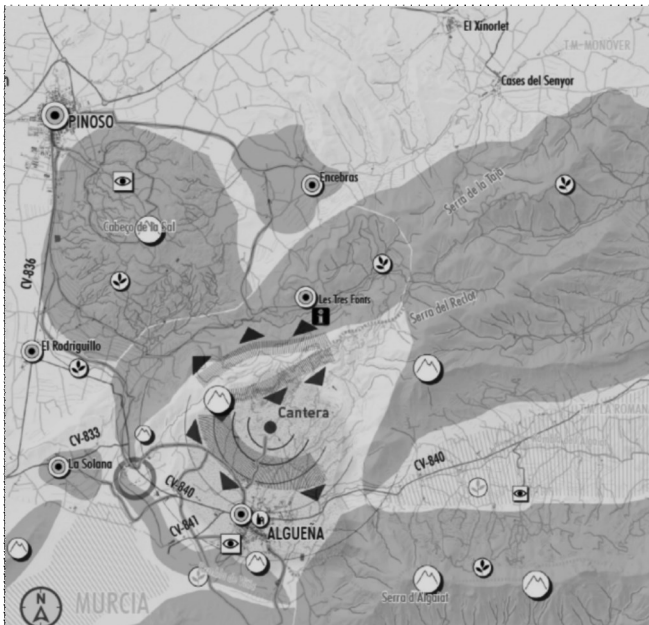 El Xinorlet
T.M. MONOVER
Cases del Senyor
PINOSO
Encebras
Serra de la Taja
Cabeço de la Sal
CV-836
Les Tres Fonts
i
Serra del Reclot
El Rodriguillo
Cantera
CV-833
La Solana
CV-840
CV-840
CV-841
ALGUEÑA
Serra d'Algaiat
N
MURCIA